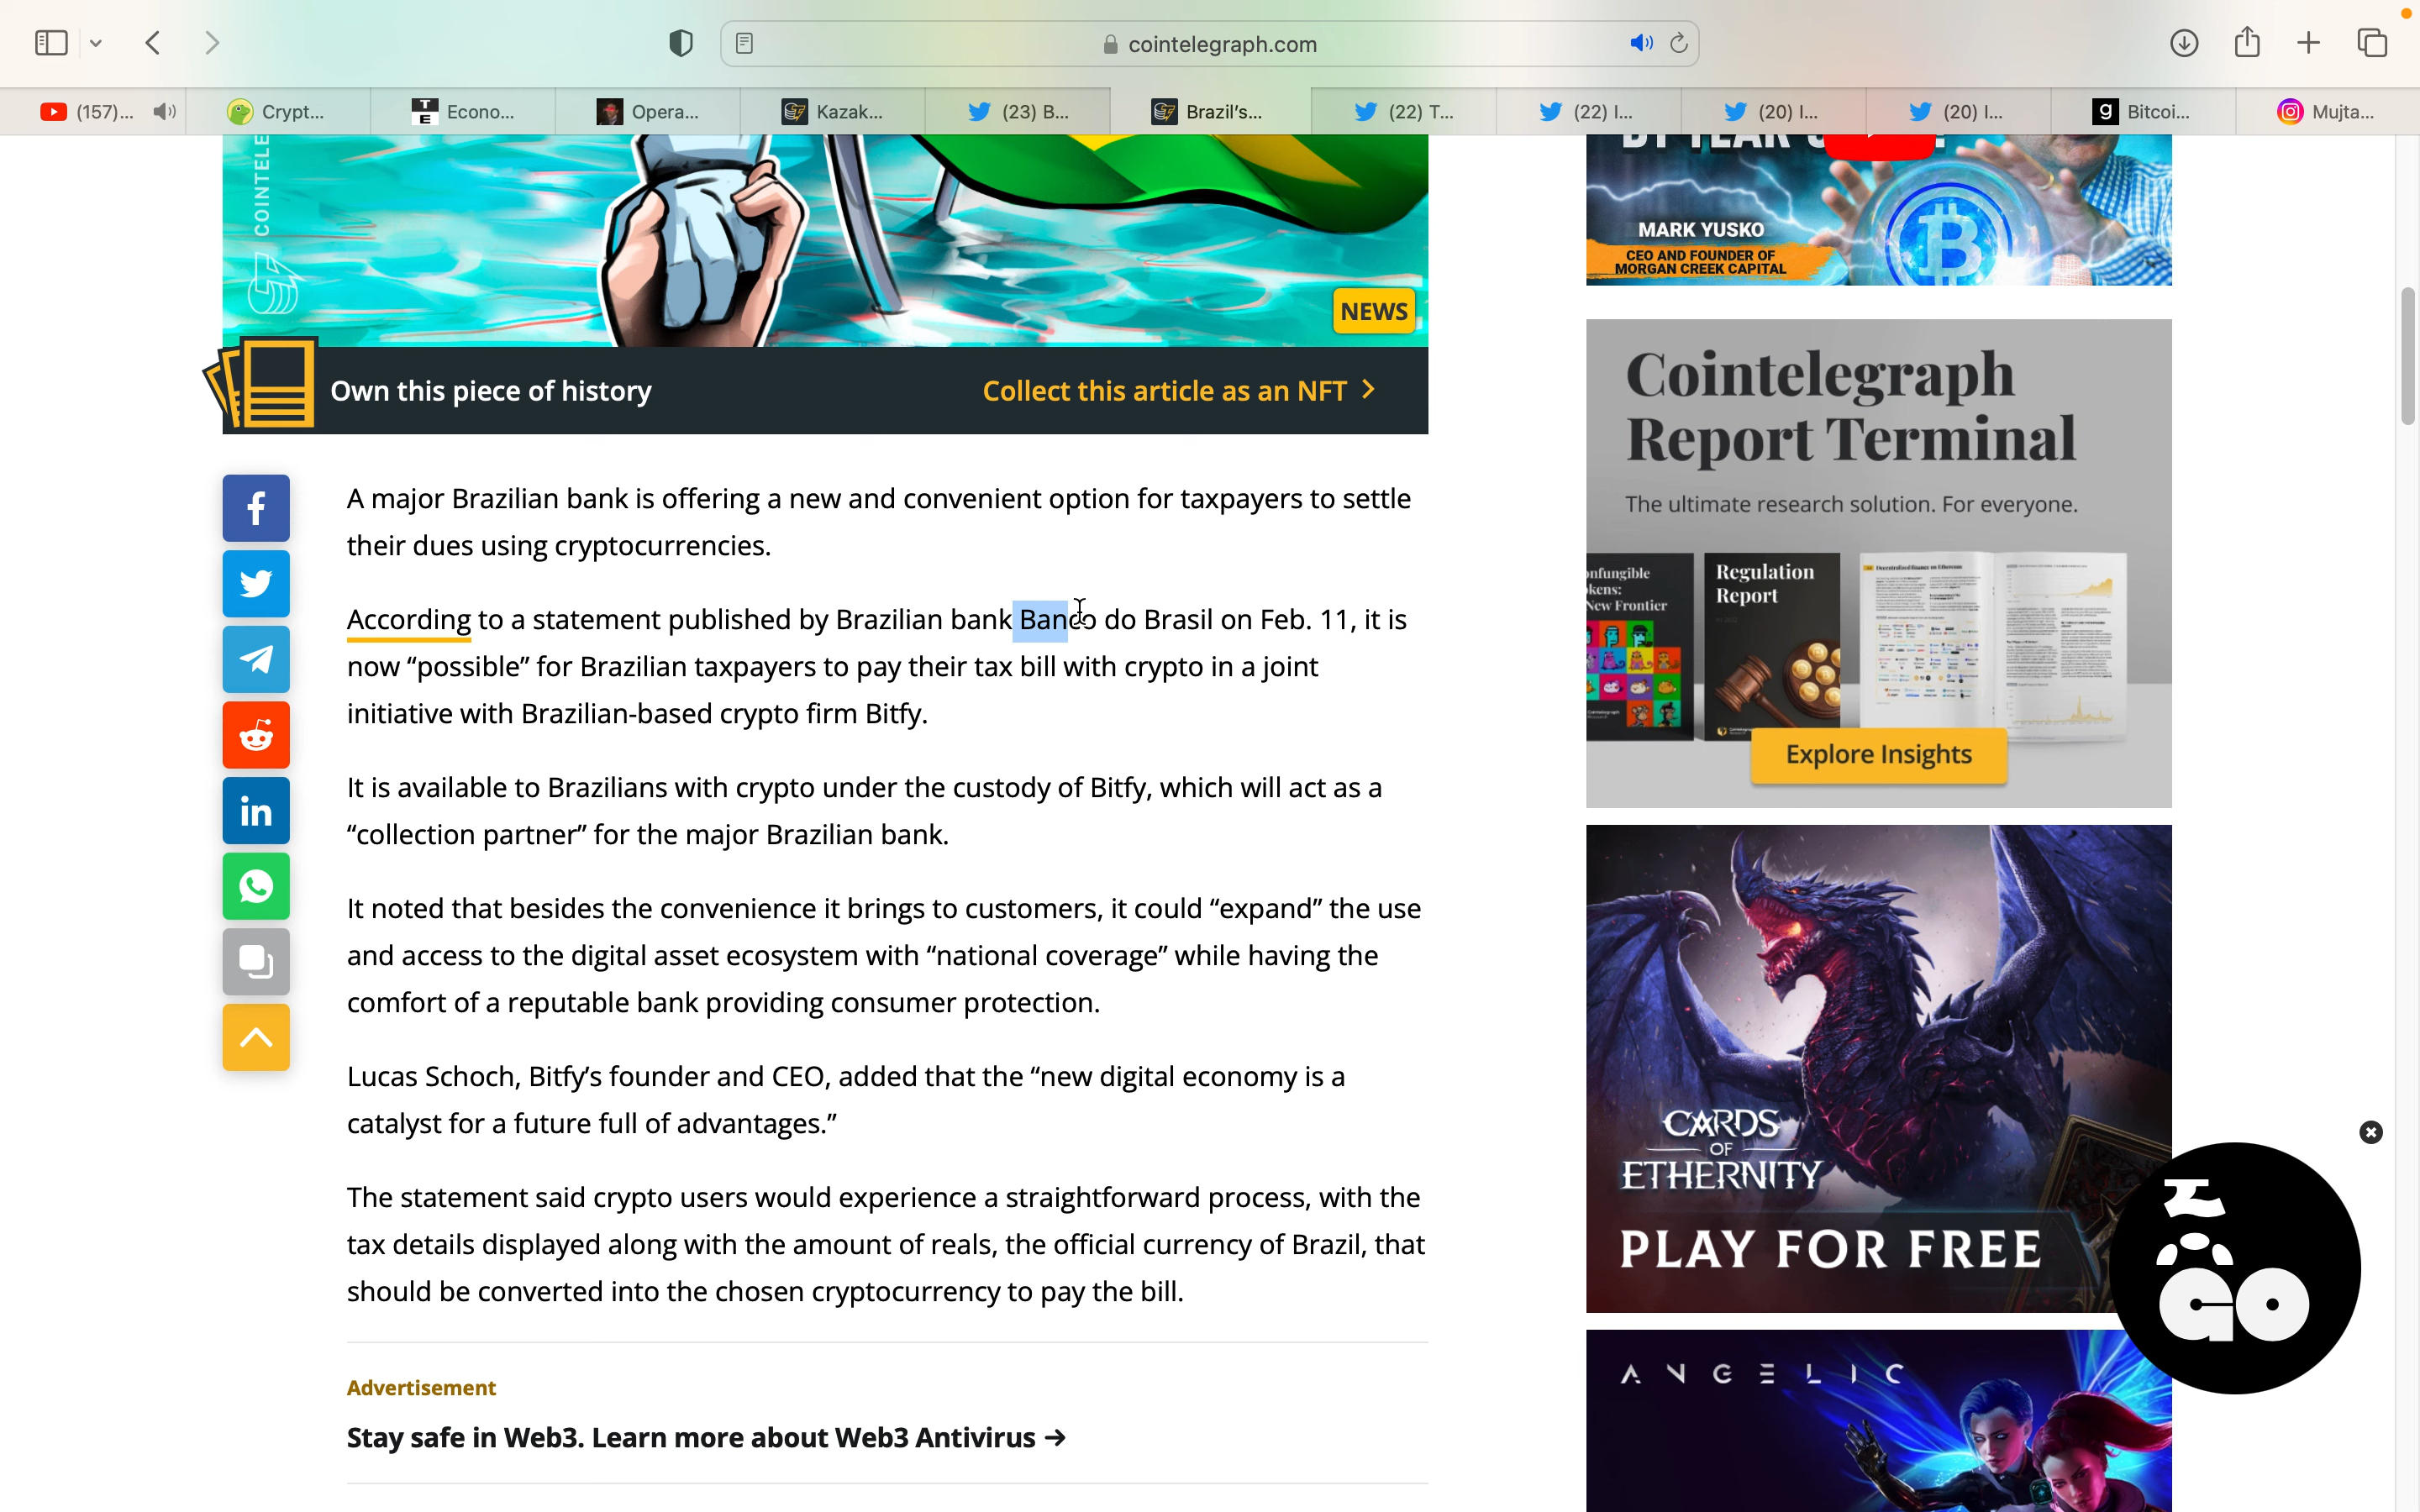 cointelegraph.com
(157)...
Crypt...
Econo...
Opera...
Kazak...
(23) B...
Brazil's...
(22) T...
(22) I...
(20) I...
(20) I...
Bitcoi...
Mujta...
COINTELE
NEWS
Own this piece of history
Collect this article as an NFT >
A major Brazilian bank is offering a new and convenient option for taxpayers to settle
their dues using cryptocurrencies.
According to a statement published by Brazilian bank Banco do Brasil on Feb. 11, it is
now “possible” for Brazilian taxpayers to pay their tax bill with crypto in a joint
initiative with Brazilian-based crypto firm Bitfy.
It is available to Brazilians with crypto under the custody of Bitfy, which will act as a
“collection partner” for the major Brazilian bank.
It noted that besides the convenience it brings to customers, it could “expand” the use
and access to the digital asset ecosystem with “national coverage” while having the
comfort of a reputable bank providing consumer protection.
Lucas Schoch, Bitfy’s founder and CEO, added that the “new digital economy is a
catalyst for a future full of advantages.”
The statement said crypto users would experience a straightforward process, with the
tax details displayed along with the amount of reals, the official currency of Brazil, that
should be converted into the chosen cryptocurrency to pay the bill.
Advertisement
Stay safe in Web3. Learn more about Web3 Antivirus →
MARK YUSKO
CEO AND FOUNDER OF
MORGAN CREEK CAPITAL
Cointelegraph
Report Terminal
The ultimate research solution. For everyone.
onfungible
okens:
New Frontier
Regulation
Report
Explore Insights
CARDS
OF
ETHERNITY
PLAY FOR FREE
ANGELIC